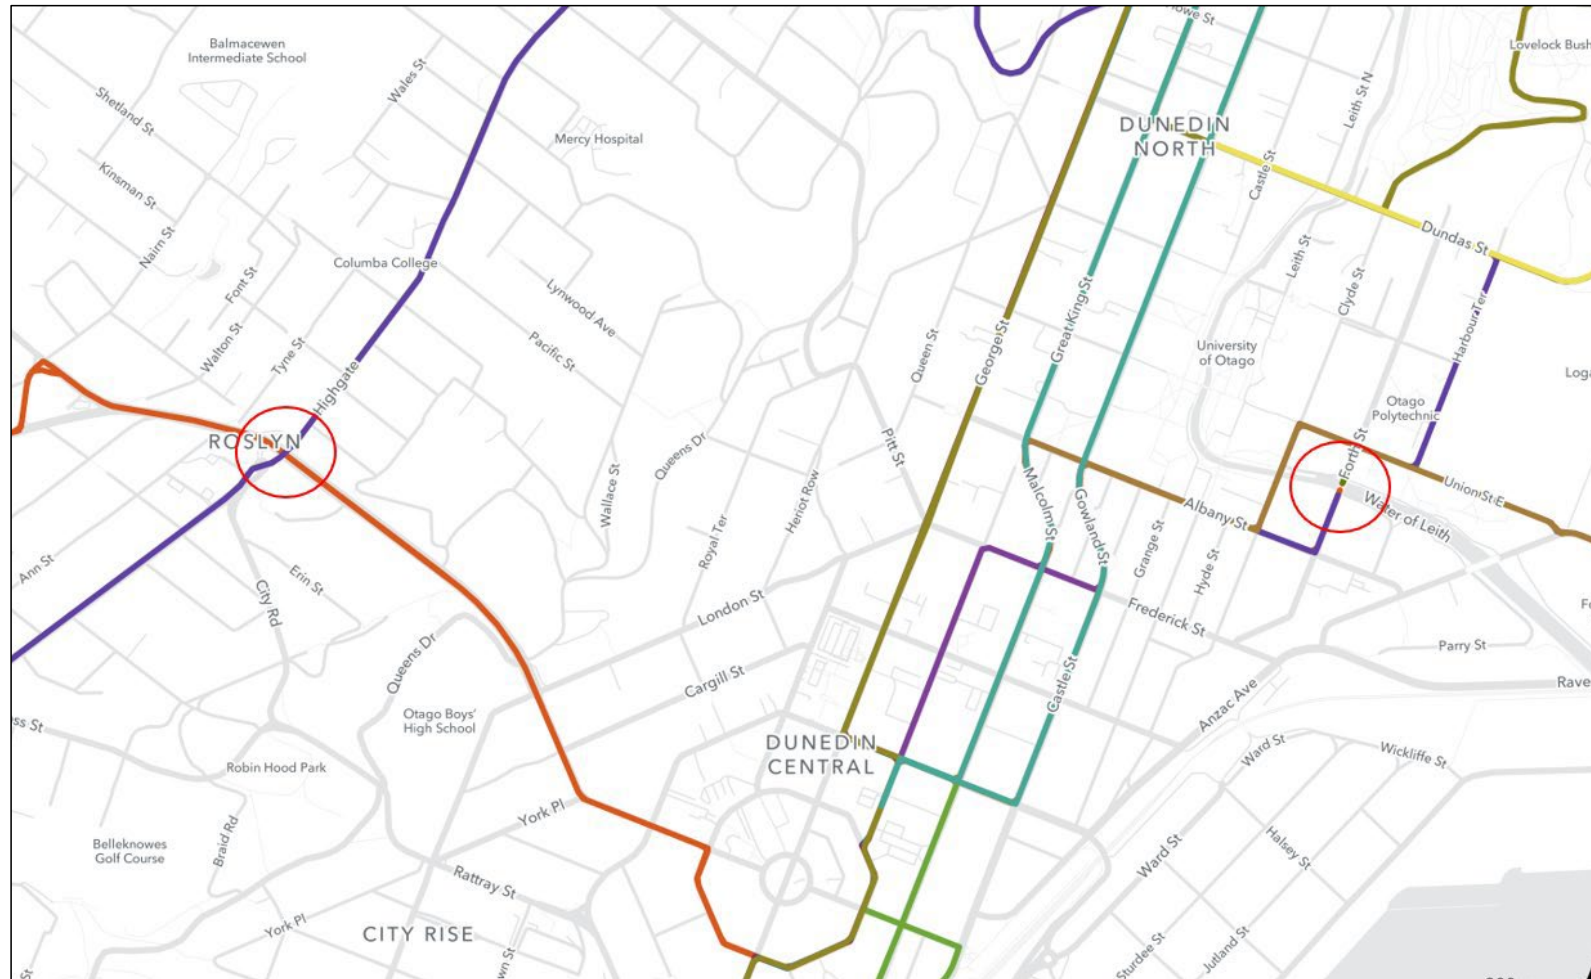 Balmacewen
Intermediate School
Wales St
Shetland St
Mercy Hospital
Kinsman St
Nairn St
Columba College
Font St
Lynwood Ave
Walton St
Tyne St
Pacific St
Highgate
ROSLYN
Queens Dr
Wallace St
Heriot Row
Royal Ter
Pitt St
Queen St
George St
Great King St
Malcolm St
Gowland St
DUNEDIN
NORTH
Castle St
Leith St N
Lovelock Bush
Leith St
Clyde St
Dundas St
Harbour Ter
University
of Otago
Otago
Polytechnic
Forth St
Union St E
Water of Leith
Albany St
Grange St
Hyde St
Frederick St
Parry St
Anzac Ave
Ward St
Wickliffe St
Castle St
Ann St
City Rd
Erin St
London St
Cargill St
Queens Dr
Otago Boys'
High School
DUNEDIN
CENTRAL
Robin Hood Park
York Pl
Belleknowes
Golf Course
Braid Rd
Rattray St
York Pl
CITY RISE
Ward St
Halsey St
Sturdee St
Jutland St